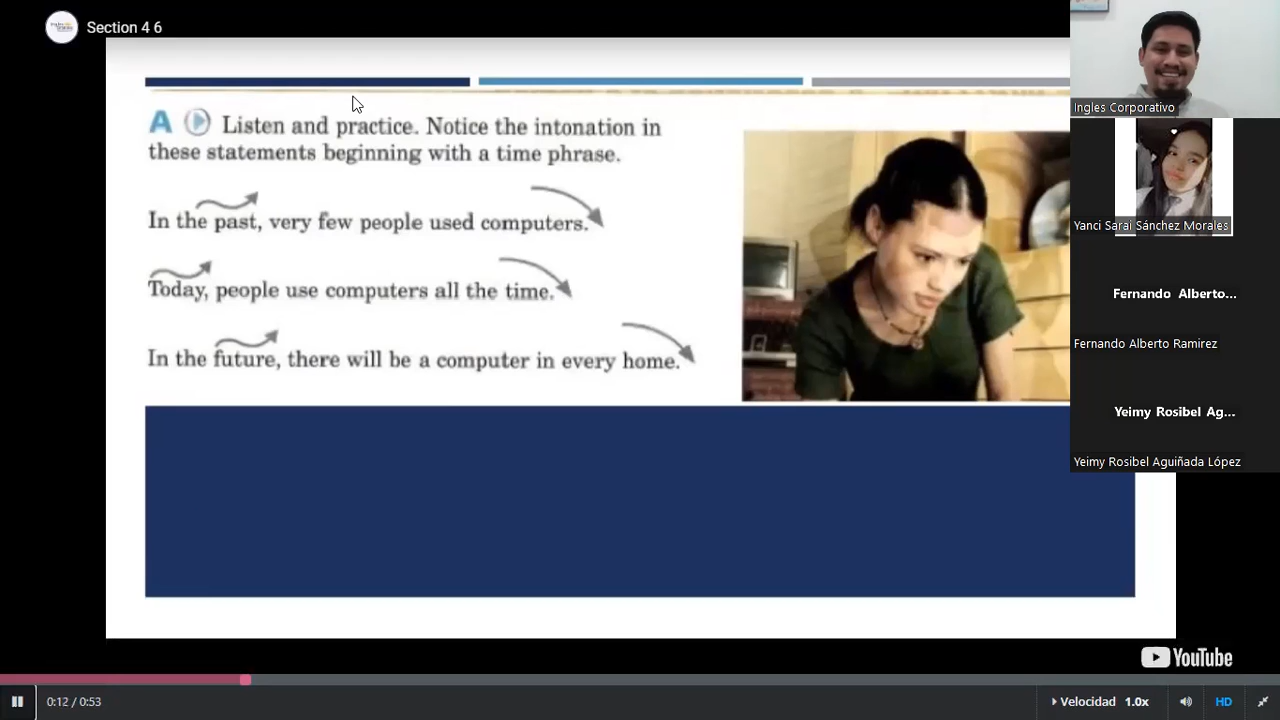 Section 4 6
A Listen and practice. Notice the intonation in
these statements beginning with a time phrase.
In the past, very few people used computers.
Today, people use computers all the time.
In the future, there will be a computer in every home.
Ingles Corporativo
Yanci Sarai Sánchez Morales
Fernando Alberto...
Fernando Alberto Ramirez
Yeimy Rosibel Ag...
Yeimy Rosibel Aguiñada López
YouTube
0:12 / 0:53
Velocidad 1.0x
HD